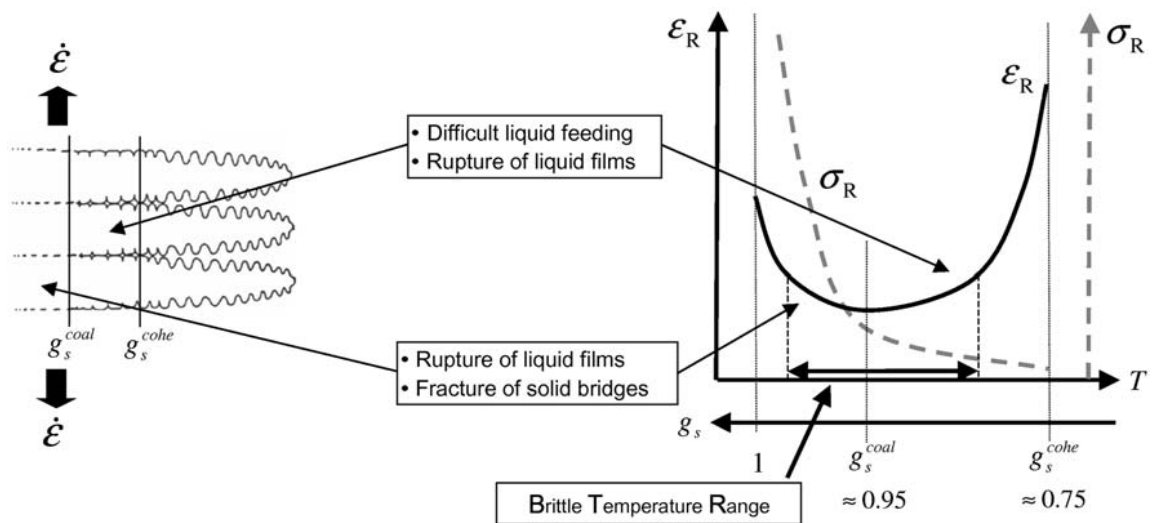 ε̇
g_s^{coal}
g_s^{cohe}
ε̇
• Difficult liquid feeding
• Rupture of liquid films
• Rupture of liquid films
• Fracture of solid bridges
ε_R
σ_R
ε_R
σ_R
T
g_s
1
g_s^{coal}
g_s^{cohe}
≈ 0.95
≈ 0.75
Brittle Temperature Range